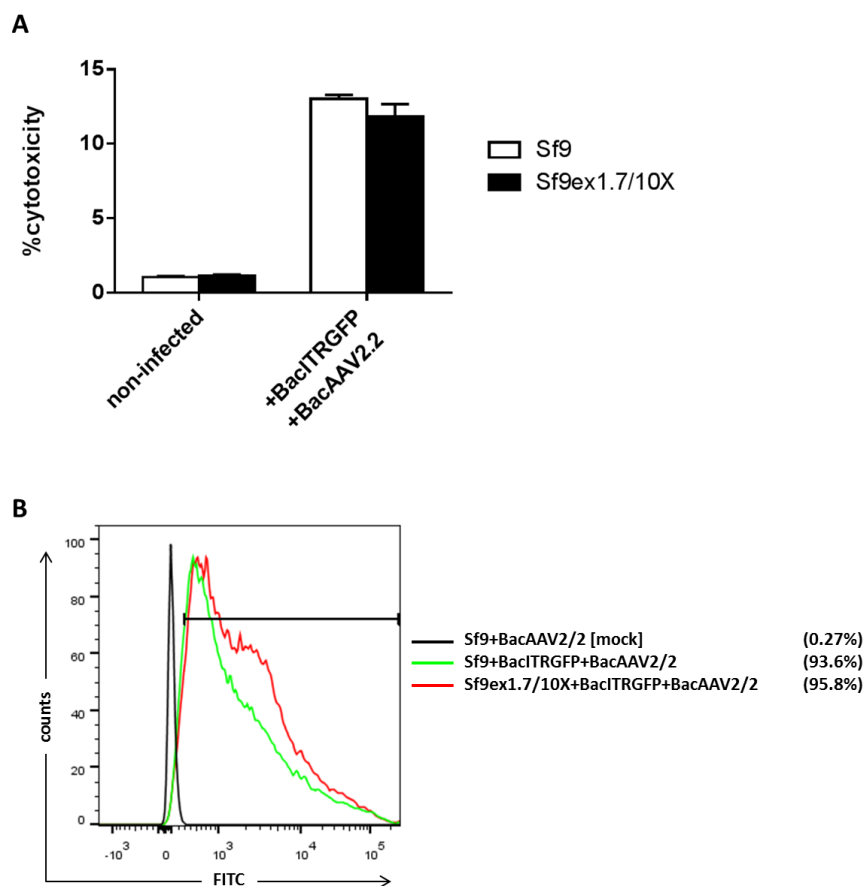 A
15
10
5
0
%cytotoxicity
non-infected
+BacITRGFP
+BacAAV2.2
Sf9
Sf9ex1.7/10X
B
100
80
60
40
20
0
counts
-10³ 0 10³ 10⁴ 10⁵
FITC
Sf9+BacAAV2/2 [mock] (0.27%)
Sf9+BacITRGFP+BacAAV2/2 (93.6%)
Sf9ex1.7/10X+BacITRGFP+BacAAV2/2 (95.8%)